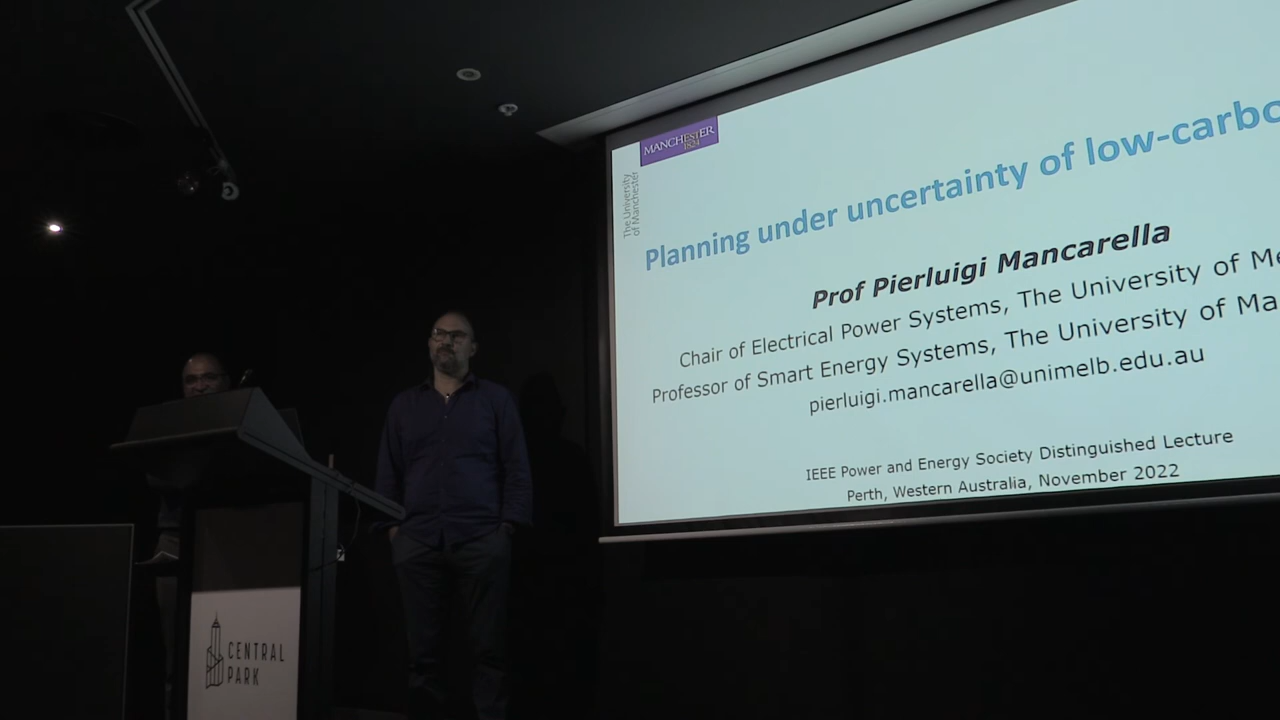 MANCHESTER
1824
The University
of Manchester
Planning under uncertainty of low-carbo
Prof Pierluigi Mancarella
Chair of Electrical Power Systems, The University of Me
Professor of Smart Energy Systems, The University of Ma
pierluigi.mancarella@unimelb.edu.au
IEEE Power and Energy Society Distinguished Lecture
Perth, Western Australia, November 2022
CENTRAL
PARK